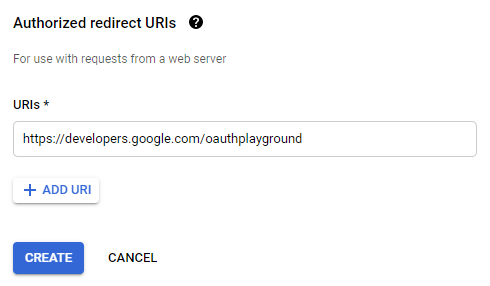 Authorized redirect URIs ?
For use with requests from a web server
URIs *
https://developers.google.com/oauthplayground
+ ADD URI
CREATE CANCEL